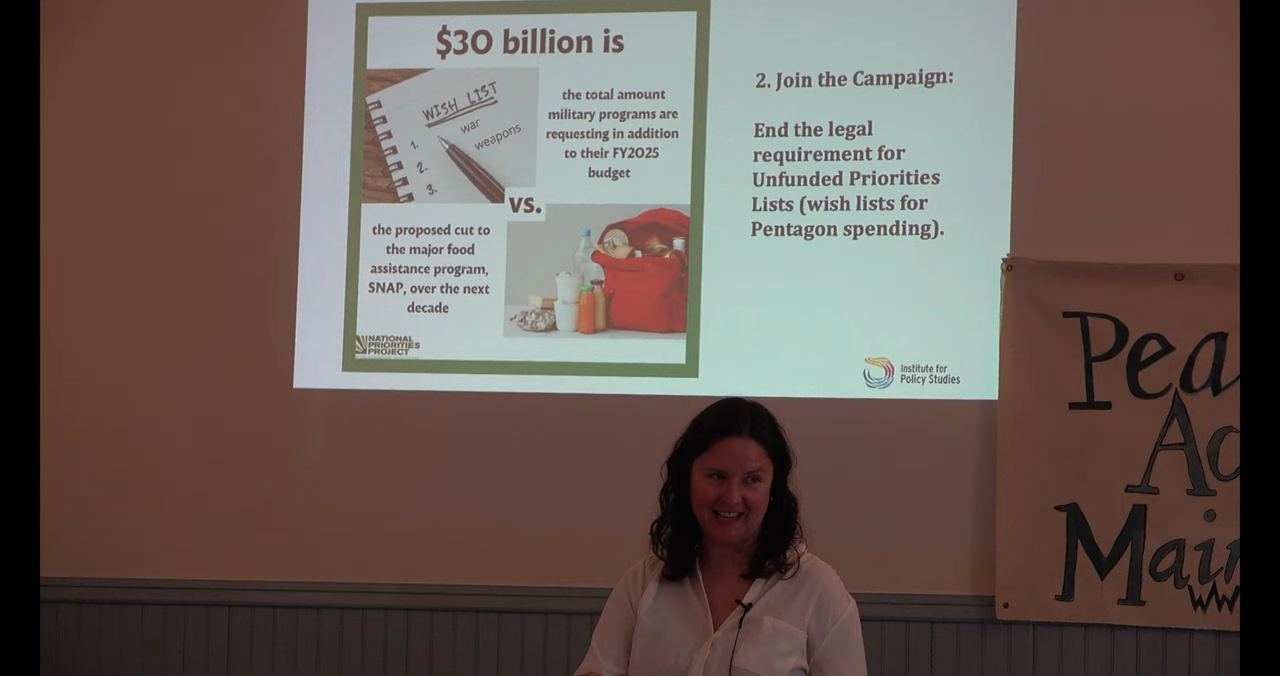 $30 billion is
WISH LIST
1. war
weapons
2.
3.
the total amount
military programs are
requesting in addition
to their FY2025
budget
vs.
the proposed cut to
the major food
assistance program,
SNAP, over the next
decade
NATIONAL
PRIORITIES
PROJECT
2. Join the Campaign:
End the legal
requirement for
Unfunded Priorities
Lists (wish lists for
Pentagon spending).
Institute for
Policy Studies
Pea
Ac
Main
WW